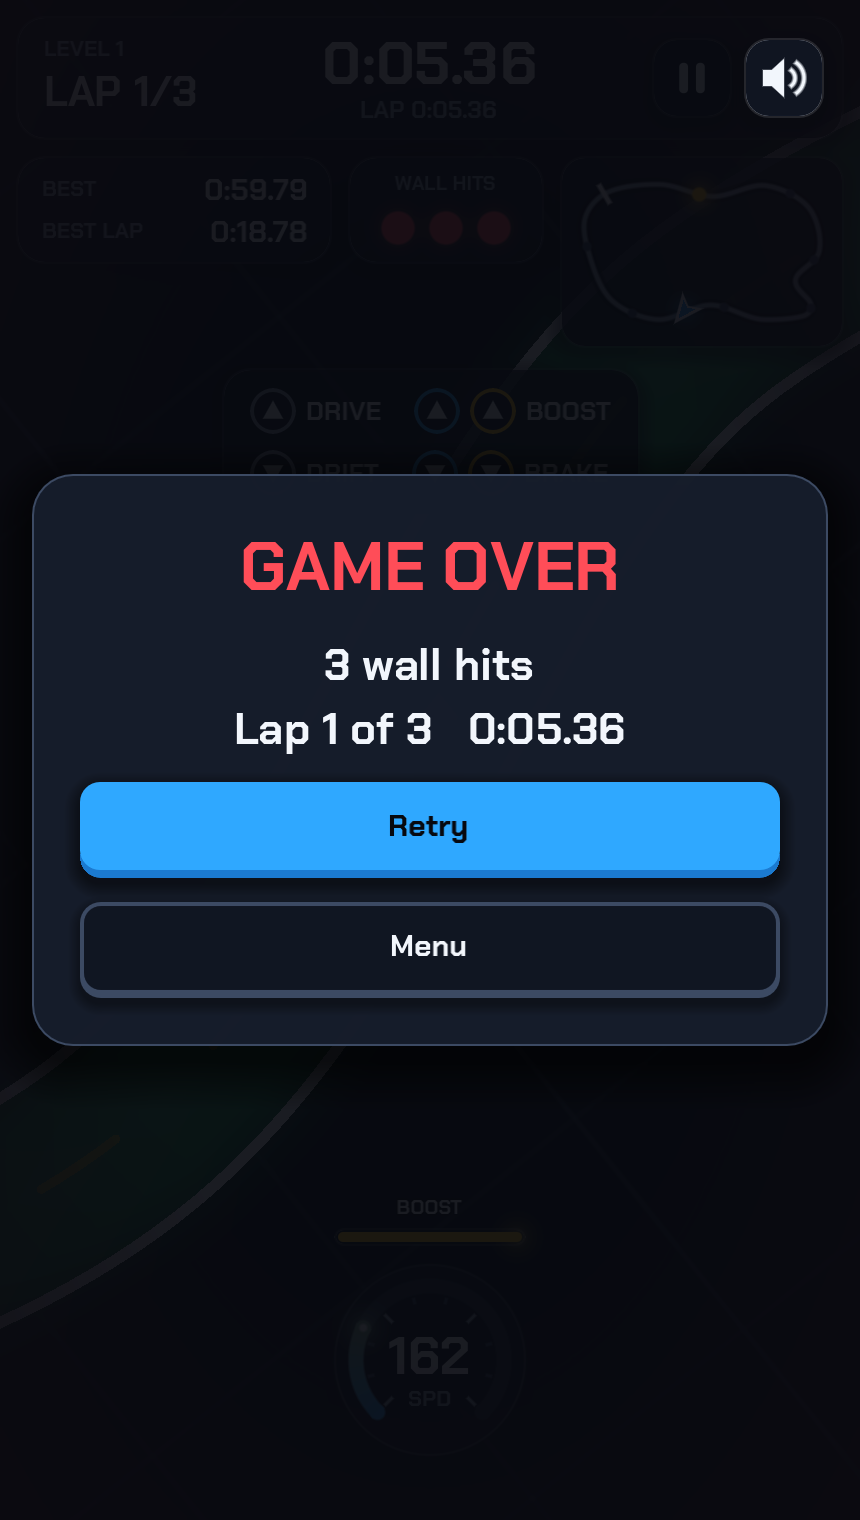 LEVEL 1
LAP 1/3
0:05.36
LAP 0:05.36
BEST 0:59.79
BEST LAP 0:18.78
WALL HITS
DRIVE BOOST
DRIFT BRAKE
GAME OVER
3 wall hits
Lap 1 of 3 0:05.36
Retry
Menu
BOOST
162
SPD